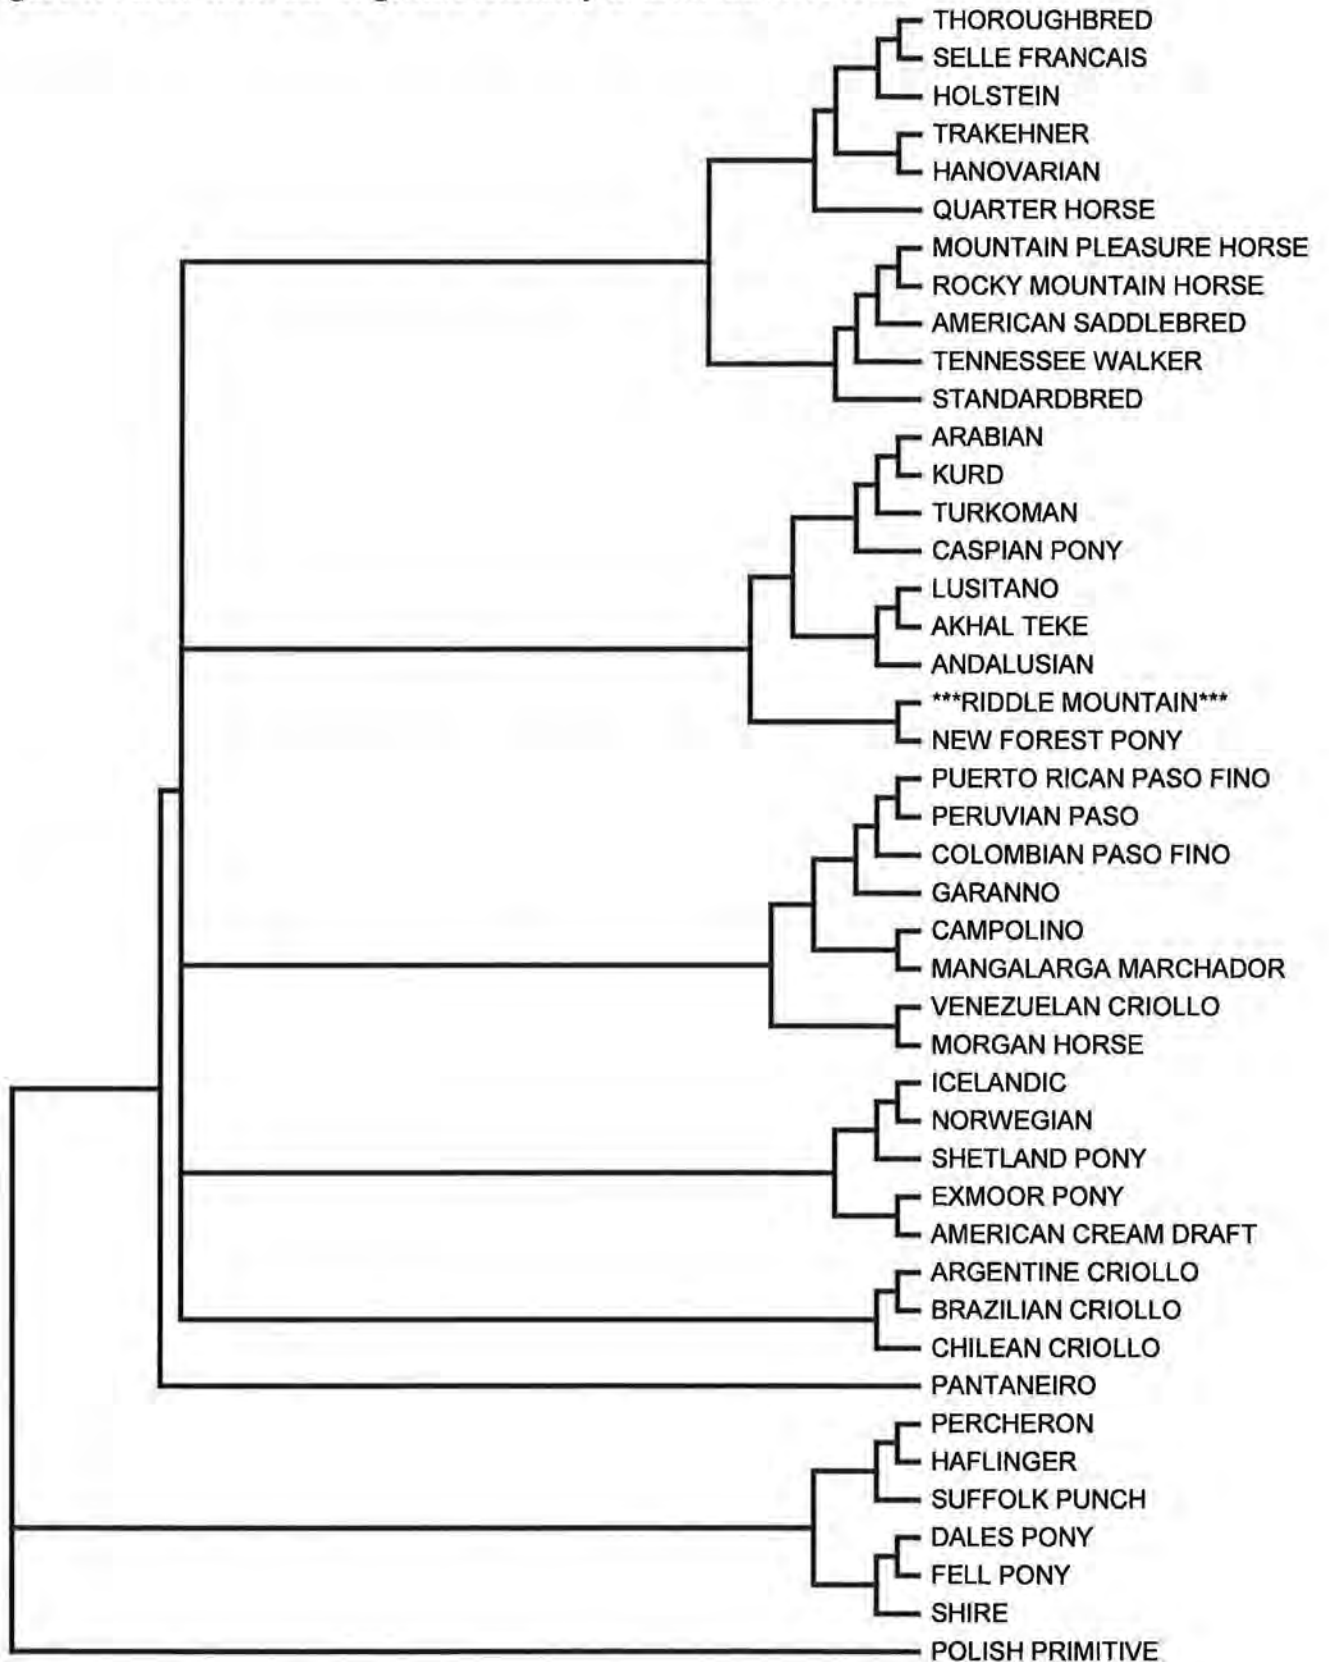 THOROUGHBRED
SELLE FRANCAIS
HOLSTEIN
TRAKEHNER
HANOVARIAN
QUARTER HORSE
MOUNTAIN PLEASURE HORSE
ROCKY MOUNTAIN HORSE
AMERICAN SADDLEBRED
TENNESSEE WALKER
STANDARDBRED
ARABIAN
KURD
TURKOMAN
CASPIAN PONY
LUSITANO
AKHAL TEKE
ANDALUSIAN
***RIDDLE MOUNTAIN***
NEW FOREST PONY
PUERTO RICAN PASO FINO
PERUVIAN PASO
COLOMBIAN PASO FINO
GARANNO
CAMPOLINO
MANGALARGA MARCHADOR
VENEZUELAN CRIOLLO
MORGAN HORSE
ICELANDIC
NORWEGIAN
SHETLAND PONY
EXMOOR PONY
AMERICAN CREAM DRAFT
ARGENTINE CRIOLLO
BRAZILIAN CRIOLLO
CHILEAN CRIOLLO
PANTANEIRO
PERCHERON
HAFLINGER
SUFFOLK PUNCH
DALES PONY
FELL PONY
SHIRE
POLISH PRIMITIVE